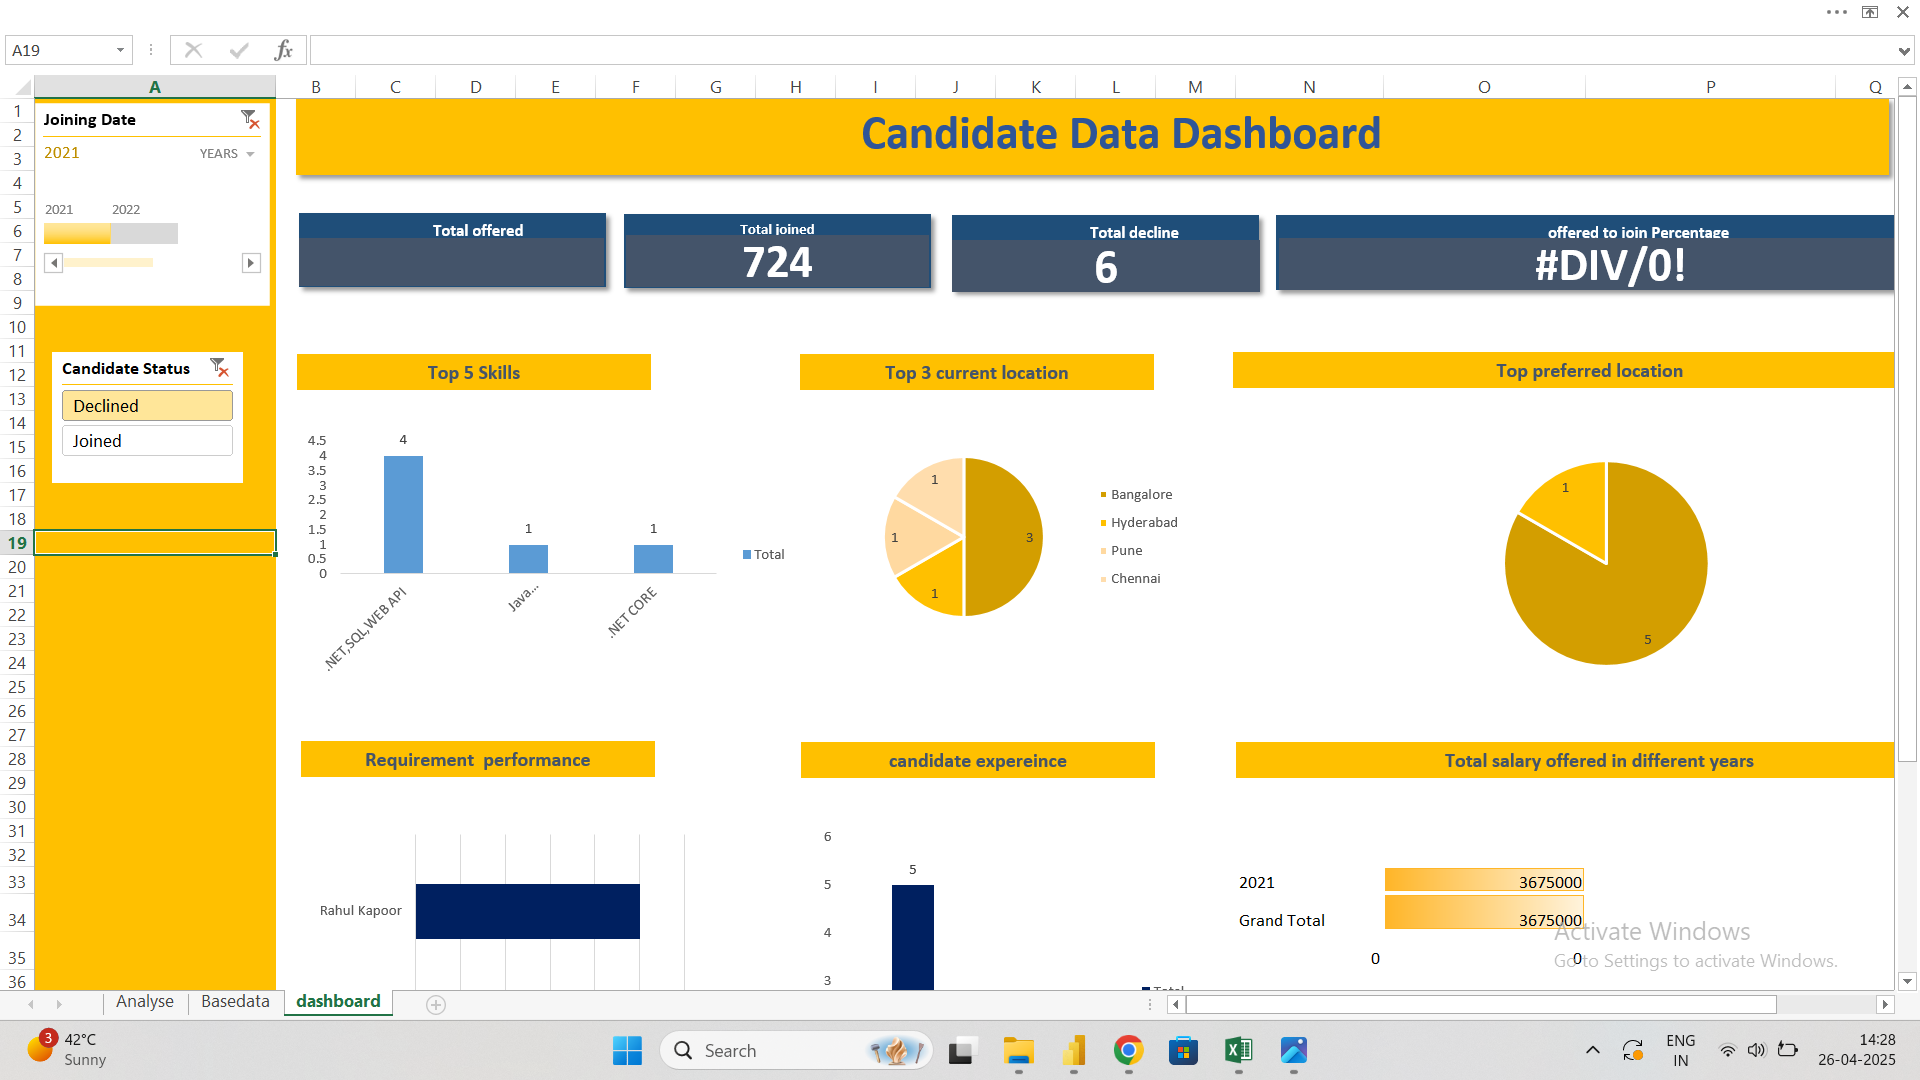 A19
fx
A B C D E F G H I J K L M N O P Q
1
2
3
4
5
6
7
8
9
10
11
12
13
14
15
16
17
18
19
20
21
22
23
24
25
26
27
28
29
30
31
32
33
34
35
36
Joining Date
2021 YEARS
2021 2022
Candidate Status
Declined
Joined
Candidate Data Dashboard
Total offered
Total joined
724
Total decline
6
offered to join Percentage
#DIV/0!
Top 5 Skills
4.5
4
3.5
3
2.5
2
1.5
1
0.5
0
4
1
1
.NET,SQL,WEB API
Java...
.NET CORE
Total
Top 3 current location
1
1
1
3
Bangalore
Hyderabad
Pune
Chennai
Top preferred location
1
5
Requirement performance
Rahul Kapoor
candidate expereince
6
5
4
3
5
Total
Total salary offered in different years
2021 3675000
Grand Total 3675000
0 0
Activate Windows
Go to Settings to activate Windows.
Analyse Basedata dashboard
3
42°C
Sunny
Search
ENG
IN
14:28
26-04-2025